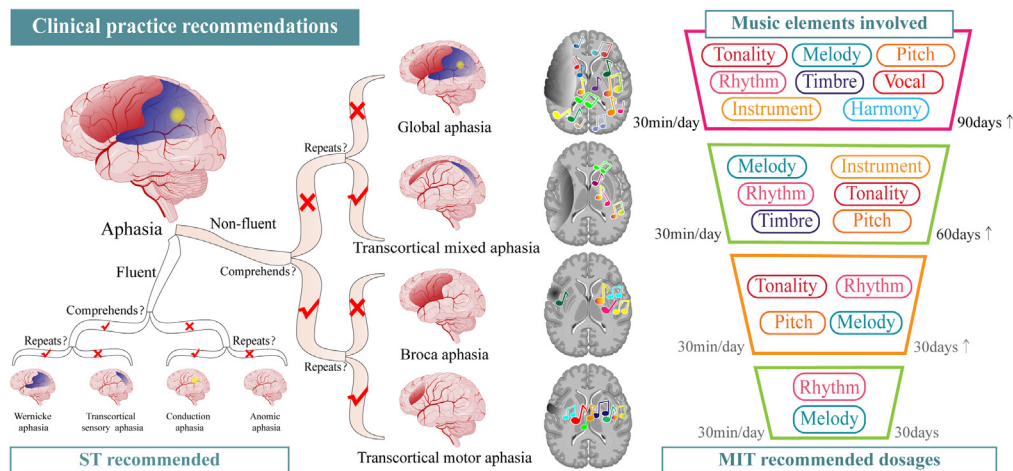 Clinical practice recommendations
Aphasia
Non-fluent
Fluent
Comprehends?
Comprehends?
Repeats?
Repeats?
Repeats?
Repeats?
Global aphasia
Transcortical mixed aphasia
Broca aphasia
Transcortical motor aphasia
Wernicke
aphasia
Transcortical
sensory aphasia
Conduction
aphasia
Anomic
aphasia
ST recommended
Music elements involved
Tonality Melody Pitch
Rhythm Timbre Vocal
Instrument Harmony
30min/day 90days ↑
Melody Instrument
Rhythm Tonality
Timbre Pitch
30min/day 60days ↑
Tonality Rhythm
Pitch Melody
30min/day 30days ↑
Rhythm
Melody
30min/day 30days
MIT recommended dosages